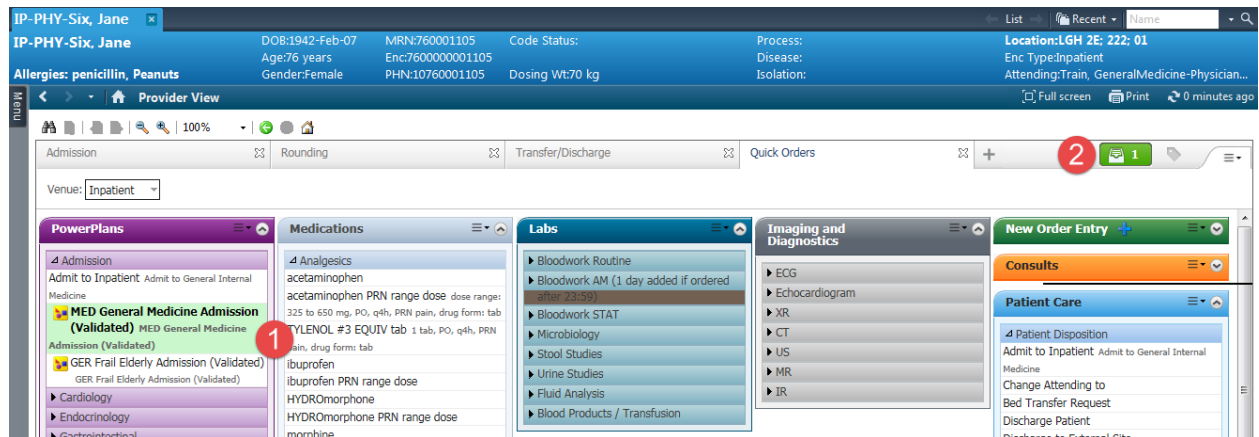 IP-PHY-Six, Jane
List Recent Name
IP-PHY-Six, Jane DOB:1942-Feb-07 MRN:760001105 Code Status: Process: Location:LGH 2E; 222; 01
Age:76 years Enc:7600000001105 Disease: Enc Type:Inpatient
Allergies: penicillin, Peanuts Gender:Female PHN:10760001105 Dosing Wt:70 kg Isolation: Attending:Train, GeneralMedicine-Physician...
Menu
Provider View Full screen Print 0 minutes ago
100%
Admission Rounding Transfer/Discharge Quick Orders + 2 1
Venue: Inpatient
PowerPlans
Admission
Admit to Inpatient Admit to General Internal
Medicine
MED General Medicine Admission
(Validated) MED General Medicine
Admission (Validated)
1
GER Frail Elderly Admission (Validated)
GER Frail Elderly Admission (Validated)
Cardiology
Endocrinology
Gastrointestinal
Medications
Analgesics
acetaminophen
acetaminophen PRN range dose dose range:
325 to 650 mg, PO, q4h, PRN pain, drug form: tab
TYLENOL #3 EQUIV tab 1 tab, PO, q4h, PRN
pain, drug form: tab
ibuprofen
ibuprofen PRN range dose
HYDROmorphone
HYDROmorphone PRN range dose
morphine
Labs
Bloodwork Routine
Bloodwork AM (1 day added if ordered
after 23:59)
Bloodwork STAT
Microbiology
Stool Studies
Urine Studies
Fluid Analysis
Blood Products / Transfusion
Imaging and
Diagnostics
ECG
Echocardiogram
XR
CT
US
MR
IR
New Order Entry
Consults
Patient Care
Patient Disposition
Admit to Inpatient Admit to General Internal
Medicine
Change Attending to
Bed Transfer Request
Discharge Patient
Discharge to External Site